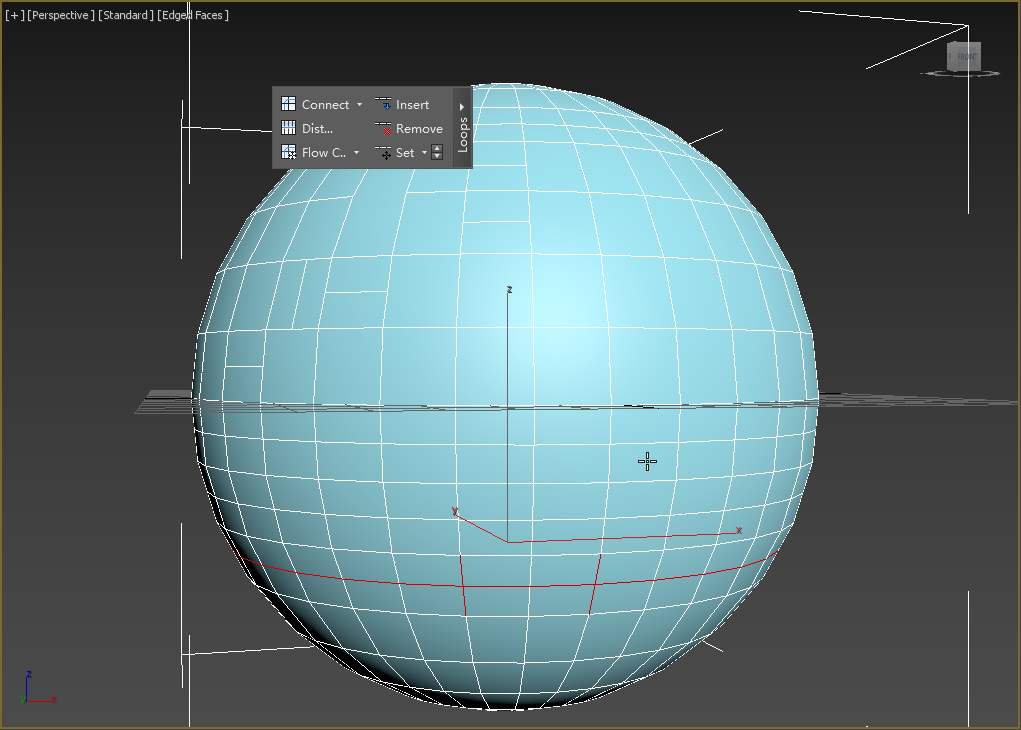 [+] [Perspective ] [Standard ] [Edged Faces ]
FRONT
Connect
Insert
Dist...
Remove
Flow C..
Set
Loops
z
y
x
z
y
x